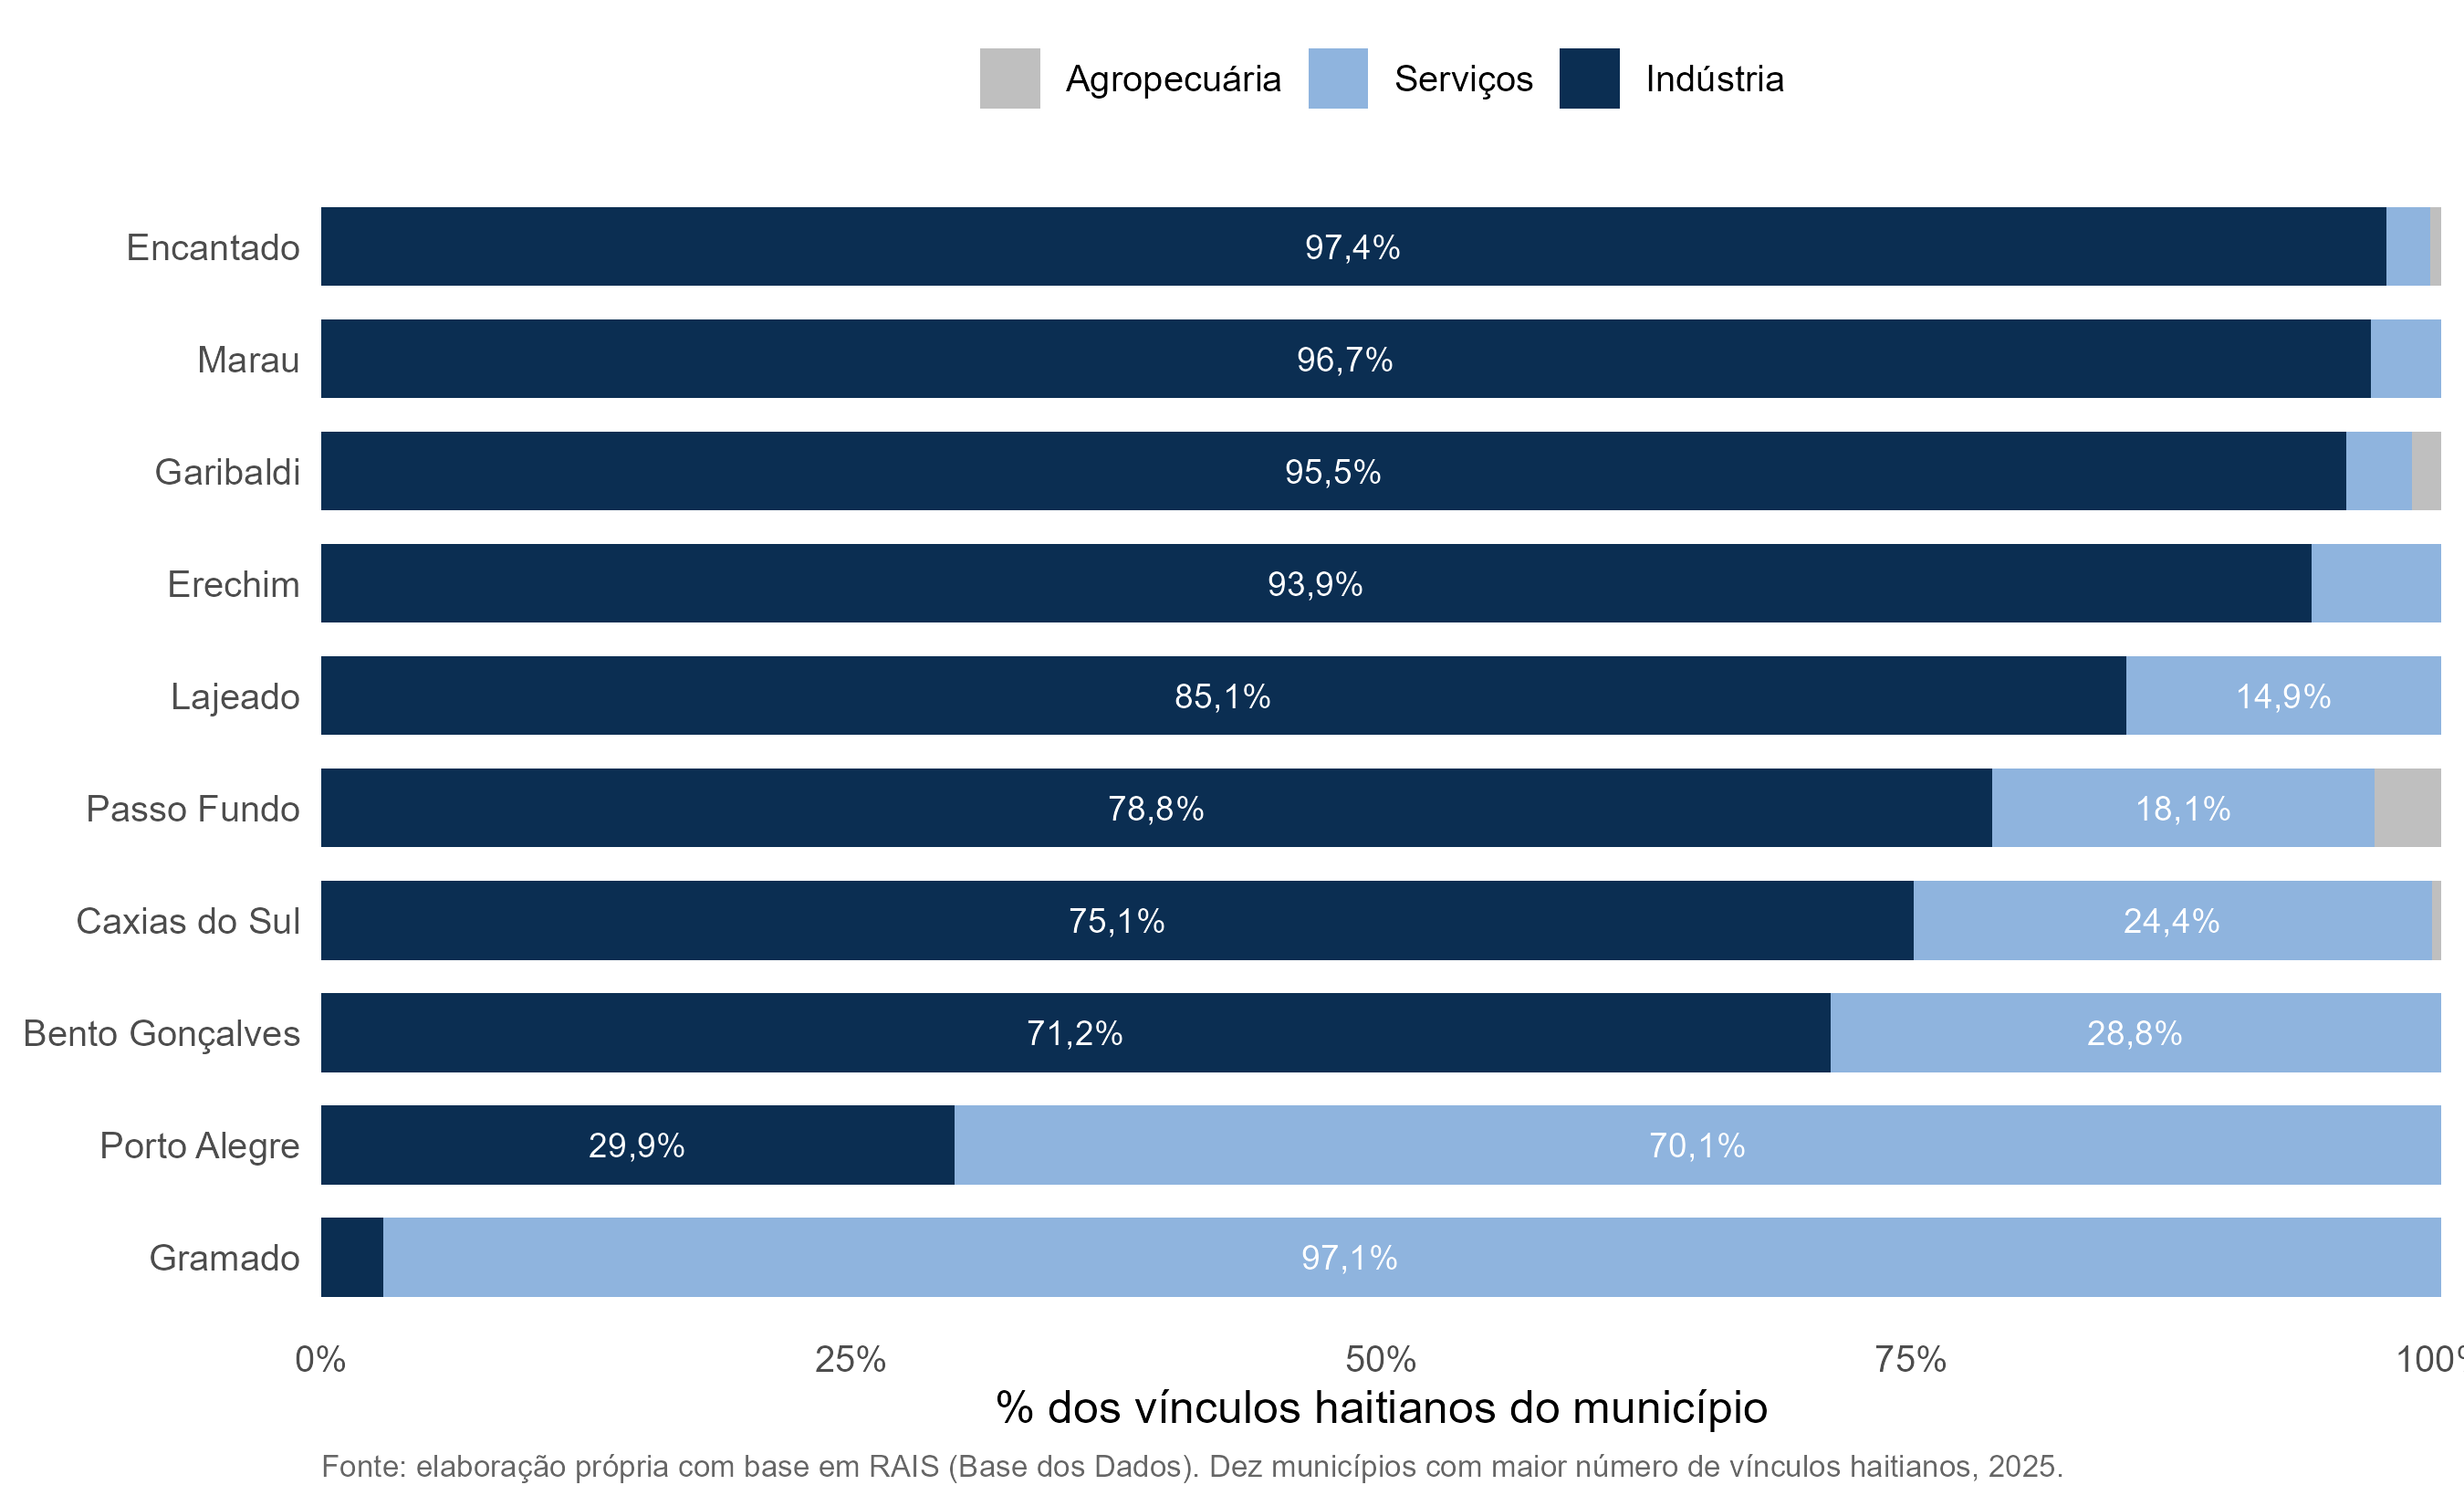 Agropecuária Serviços Indústria
Encantado 97,4%
Marau 96,7%
Garibaldi 95,5%
Erechim 93,9%
Lajeado 85,1% 14,9%
Passo Fundo 78,8% 18,1%
Caxias do Sul 75,1% 24,4%
Bento Gonçalves 71,2% 28,8%
Porto Alegre 29,9% 70,1%
Gramado 97,1%
0% 25% 50% 75% 100%
% dos vínculos haitianos do município
Fonte: elaboração própria com base em RAIS (Base dos Dados). Dez municípios com maior número de vínculos haitianos, 2025.